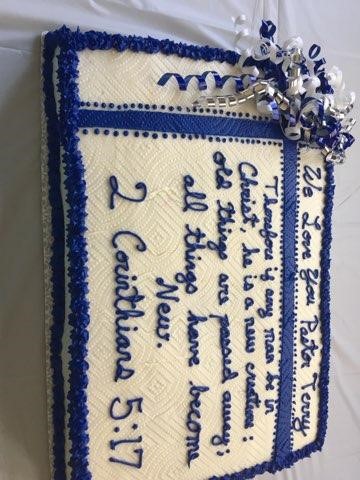 We Love You Pastor Terry
Therefore if any man be in
Christ, he is a new creation:
old things are passed away;
all things have become
New.
2 Corinthians 5:17